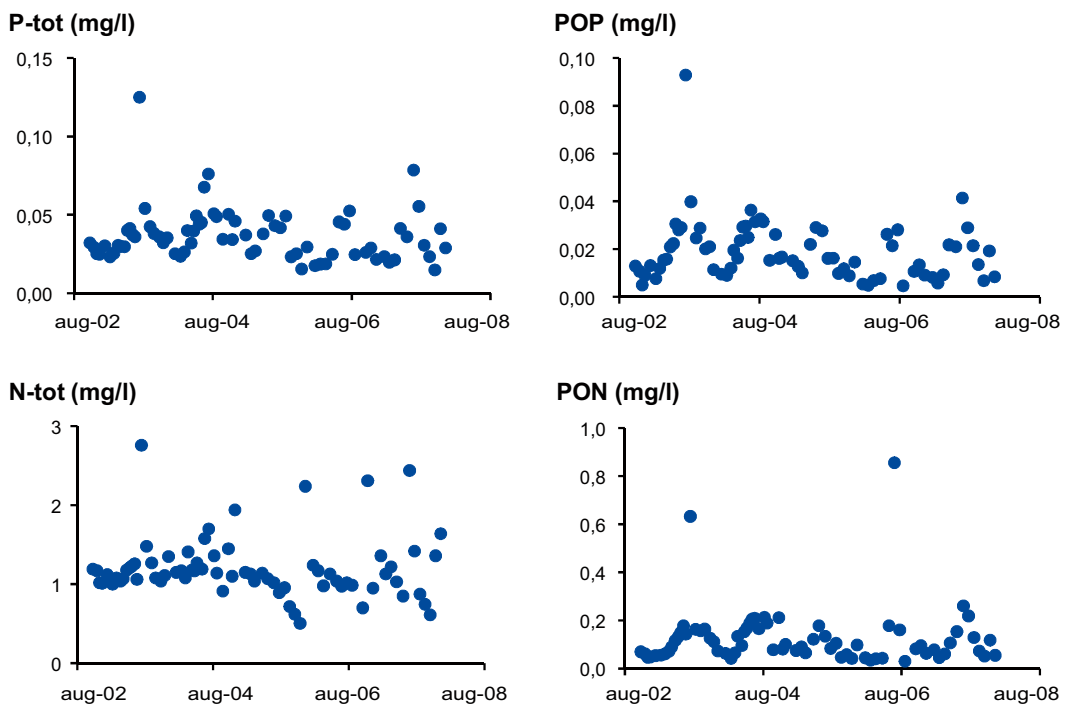 P-tot (mg/l)
0,15
0,10
0,05
0,00
aug-02 aug-04 aug-06 aug-08
POP (mg/l)
0,10
0,08
0,06
0,04
0,02
0,00
aug-02 aug-04 aug-06 aug-08
N-tot (mg/l)
3
2
1
0
aug-02 aug-04 aug-06 aug-08
PON (mg/l)
1,0
0,8
0,6
0,4
0,2
0,0
aug-02 aug-04 aug-06 aug-08